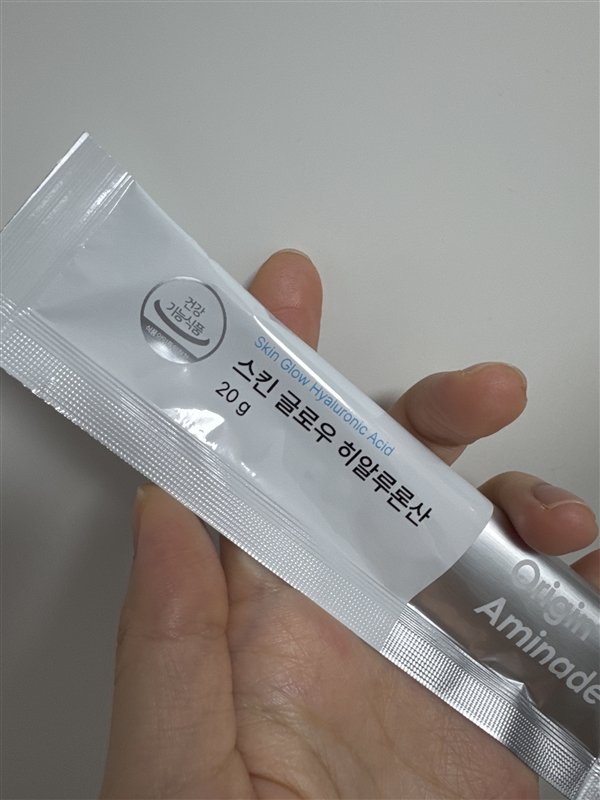 건강
기능식품
Skin Glow Hyaluronic Acid
스킨 글로우 히알루론산
20 g
Origin
Aminade